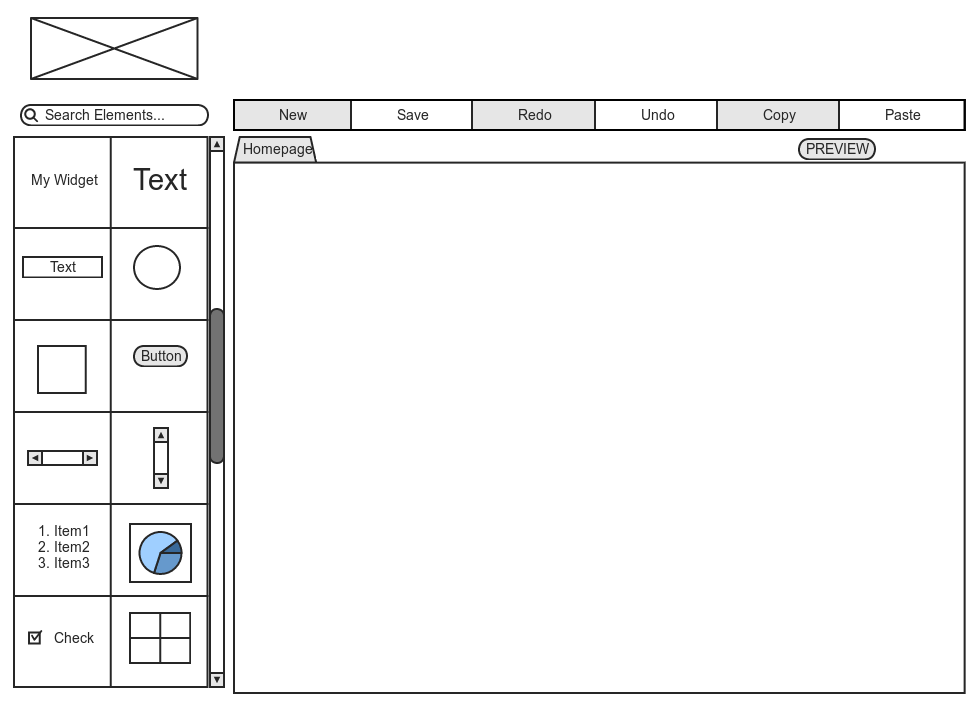 Search Elements...
New Save Redo Undo Copy Paste
Homepage
PREVIEW
My Widget
Text
Text
Button
1. Item1
2. Item2
3. Item3
Check